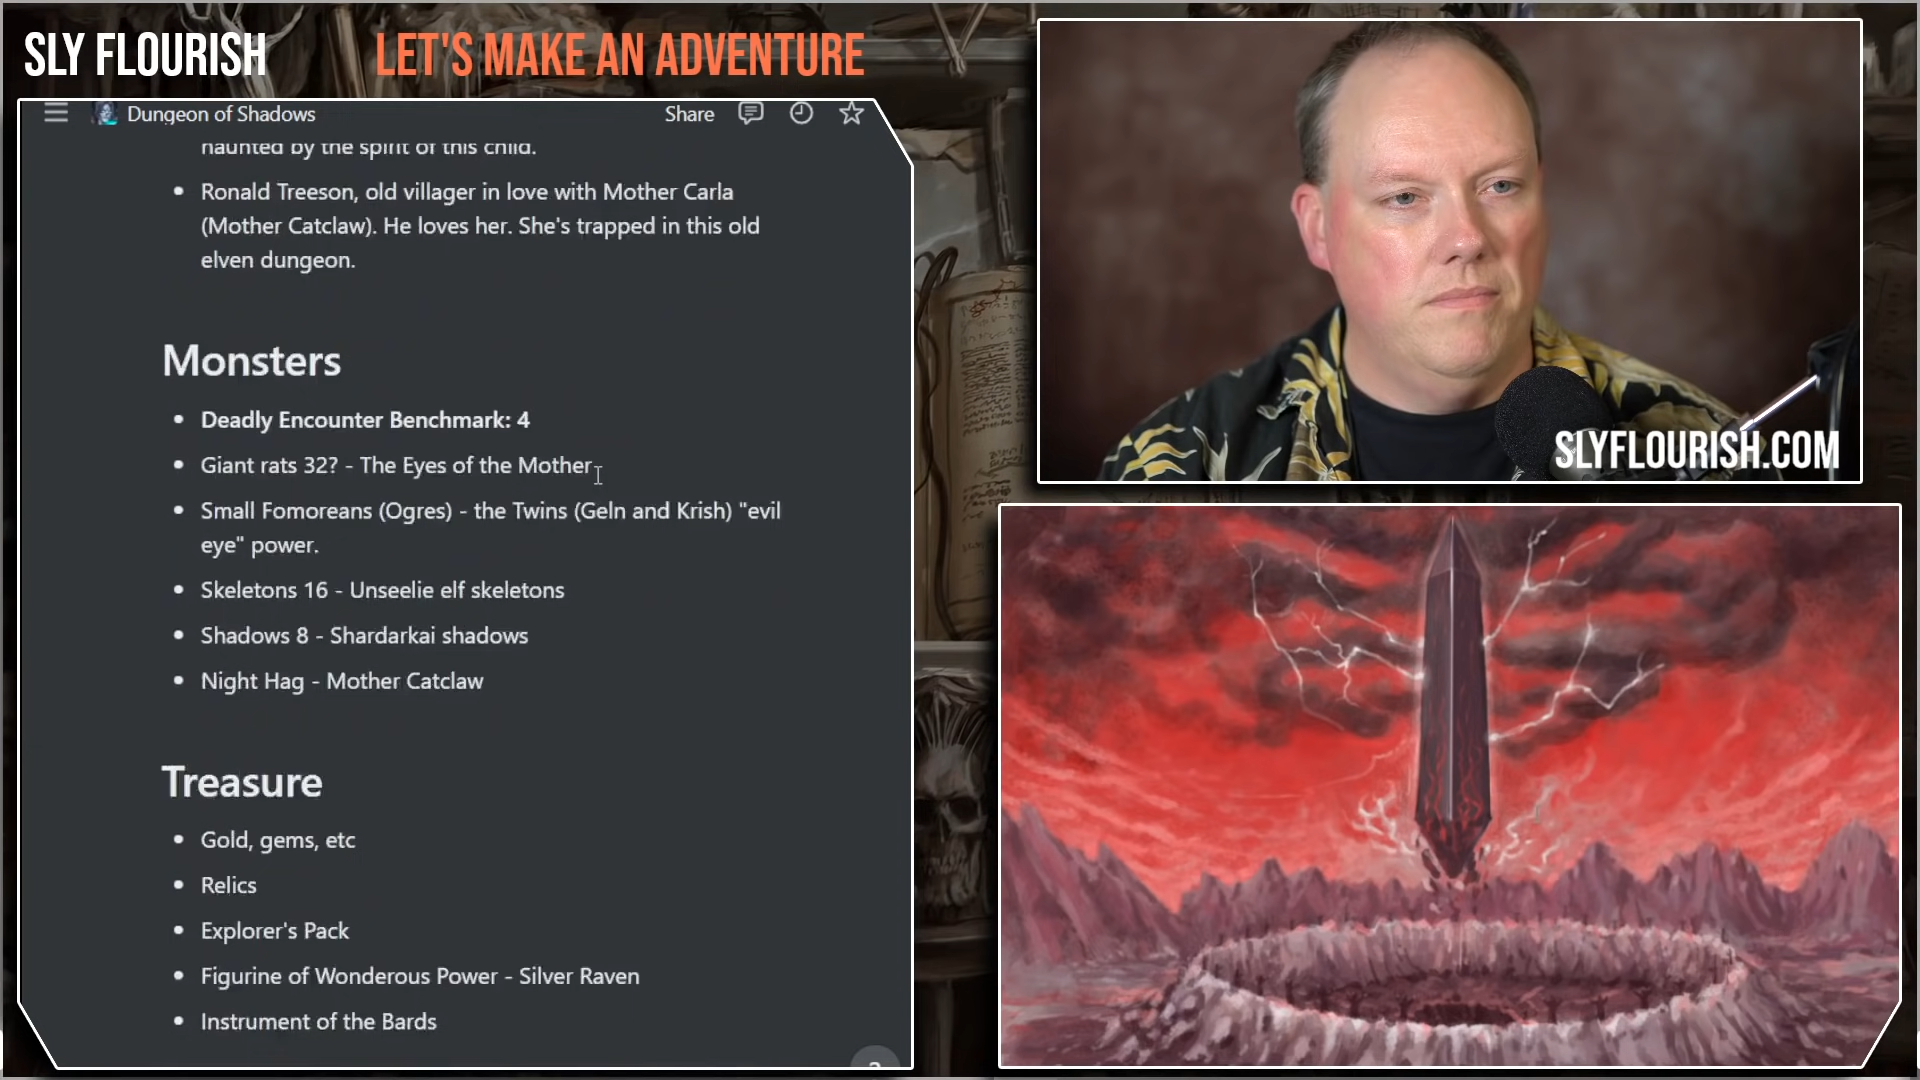 SLY FLOURISH
LET'S MAKE AN ADVENTURE
Dungeon of Shadows
Share
haunted by the spirit of this child.
Ronald Treeson, old villager in love with Mother Carla
(Mother Catclaw). He loves her. She's trapped in this old
elven dungeon.
Monsters
Deadly Encounter Benchmark: 4
Giant rats 32? - The Eyes of the Mother
Small Fomoreans (Ogres) - the Twins (Geln and Krish) "evil
eye" power.
Skeletons 16 - Unseelie elf skeletons
Shadows 8 - Shardarkai shadows
Night Hag - Mother Catclaw
Treasure
Gold, gems, etc
Relics
Explorer's Pack
Figurine of Wonderous Power - Silver Raven
Instrument of the Bards
SLYFLOURISH.COM